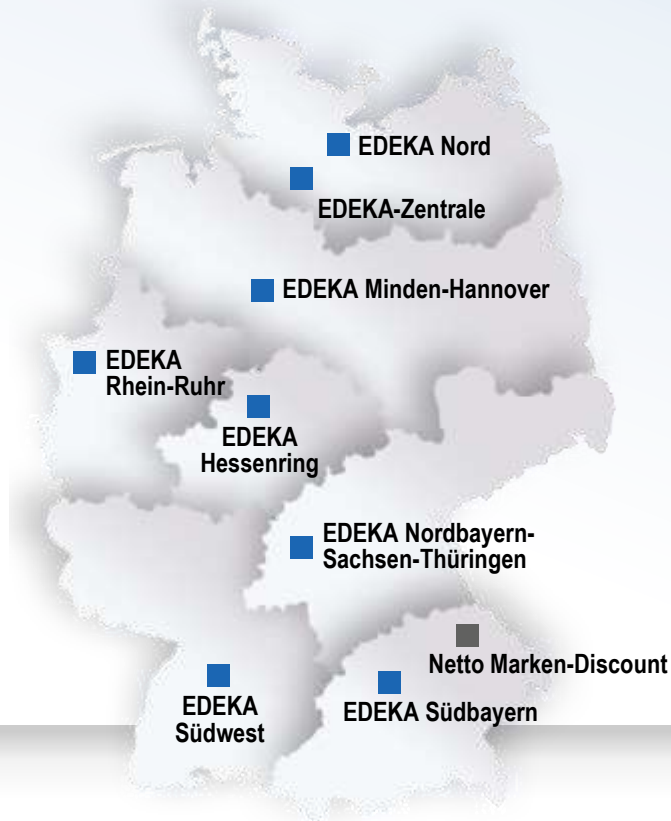 EDEKA Nord
EDEKA-Zentrale
EDEKA Minden-Hannover
EDEKA
Rhein-Ruhr
EDEKA
Hessenring
EDEKA Nordbayern-
Sachsen-Thüringen
Netto Marken-Discount
EDEKA
Südwest
EDEKA Südbayern